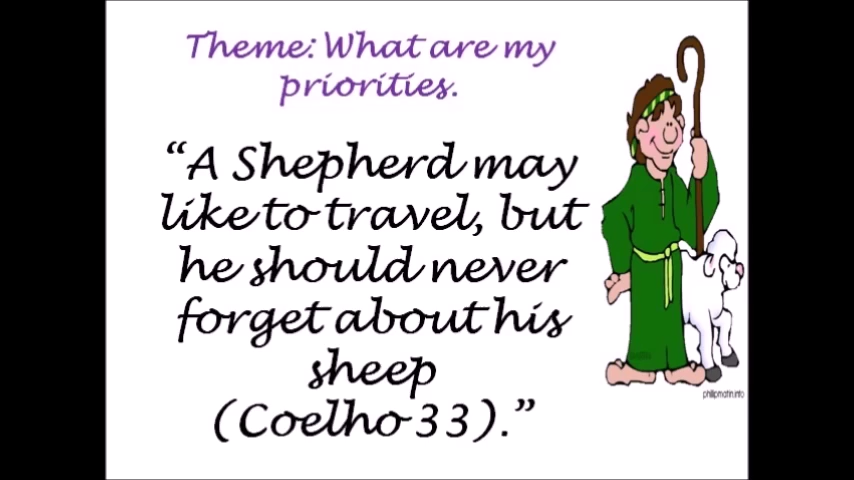 Theme: What are my
priorities.
“A Shepherd may
like to travel, but
he should never
forget about his
sheep
(Coelho 33).”
philipmartin.info